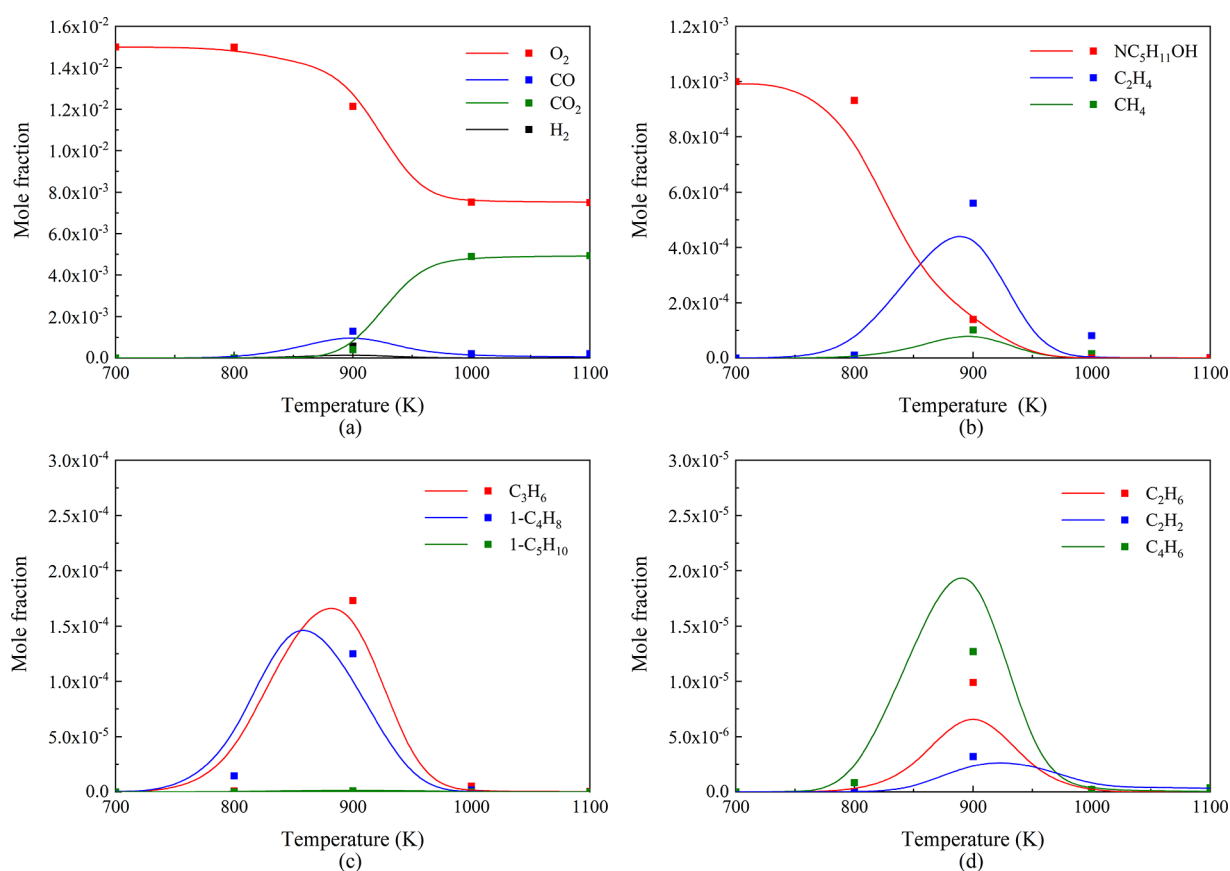 1.6x10⁻²
1.4x10⁻²
1.2x10⁻²
1.0x10⁻²
8.0x10⁻³
6.0x10⁻³
4.0x10⁻³
2.0x10⁻³
0.0
Mole fraction
O₂
CO
CO₂
H₂
700 800 900 1000 1100
Temperature (K)
(a)
1.2x10⁻³
1.0x10⁻³
8.0x10⁻⁴
6.0x10⁻⁴
4.0x10⁻⁴
2.0x10⁻⁴
0.0
Mole fraction
NC₅H₁₁OH
C₂H₄
CH₄
700 800 900 1000 1100
Temperature (K)
(b)
3.0x10⁻⁴
2.5x10⁻⁴
2.0x10⁻⁴
1.5x10⁻⁴
1.0x10⁻⁴
5.0x10⁻⁵
0.0
Mole fraction
C₃H₆
1-C₄H₈
1-C₅H₁₀
700 800 900 1000 1100
Temperature (K)
(c)
3.0x10⁻⁵
2.5x10⁻⁵
2.0x10⁻⁵
1.5x10⁻⁵
1.0x10⁻⁵
5.0x10⁻⁶
0.0
Mole fraction
C₂H₆
C₂H₂
C₄H₆
700 800 900 1000 1100
Temperature (K)
(d)